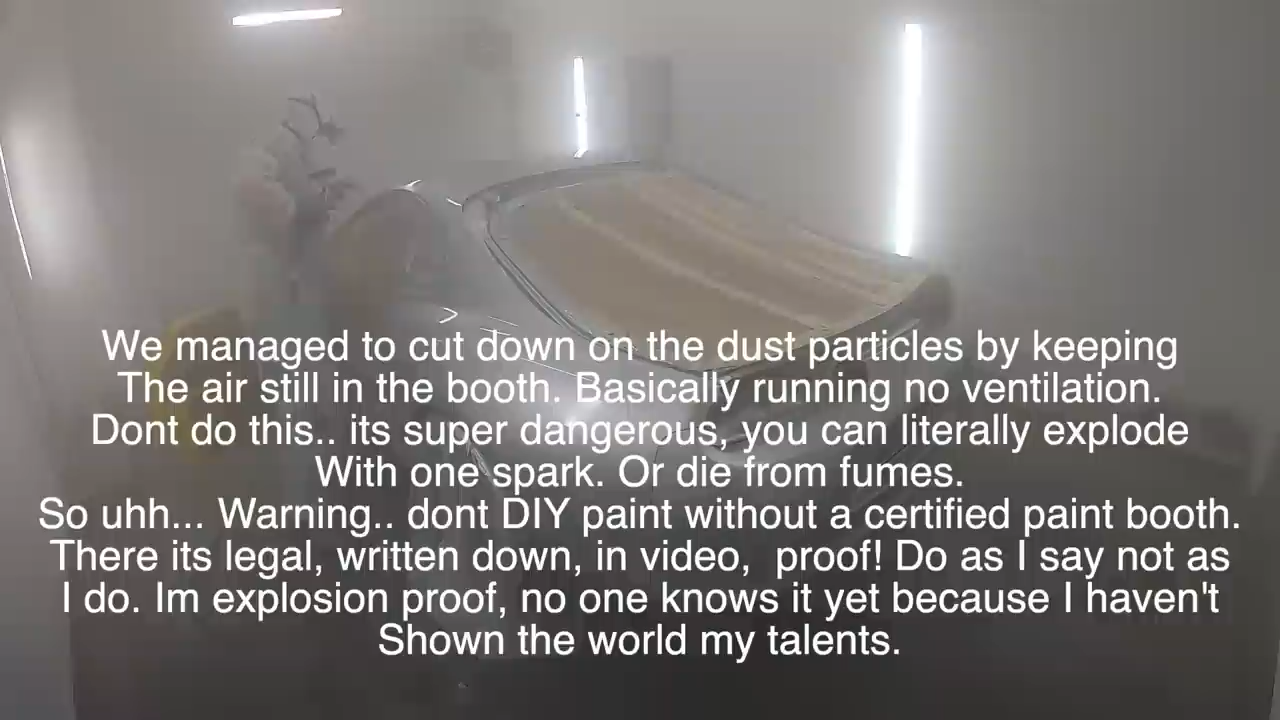 We managed to cut down on the dust particles by keeping
The air still in the booth. Basically running no ventilation.
Dont do this.. its super dangerous, you can literally explode
With one spark. Or die from fumes.
So uhh... Warning.. dont DIY paint without a certified paint booth.
There its legal, written down, in video,  proof! Do as I say not as
I do. Im explosion proof, no one knows it yet because I haven't
Shown the world my talents.